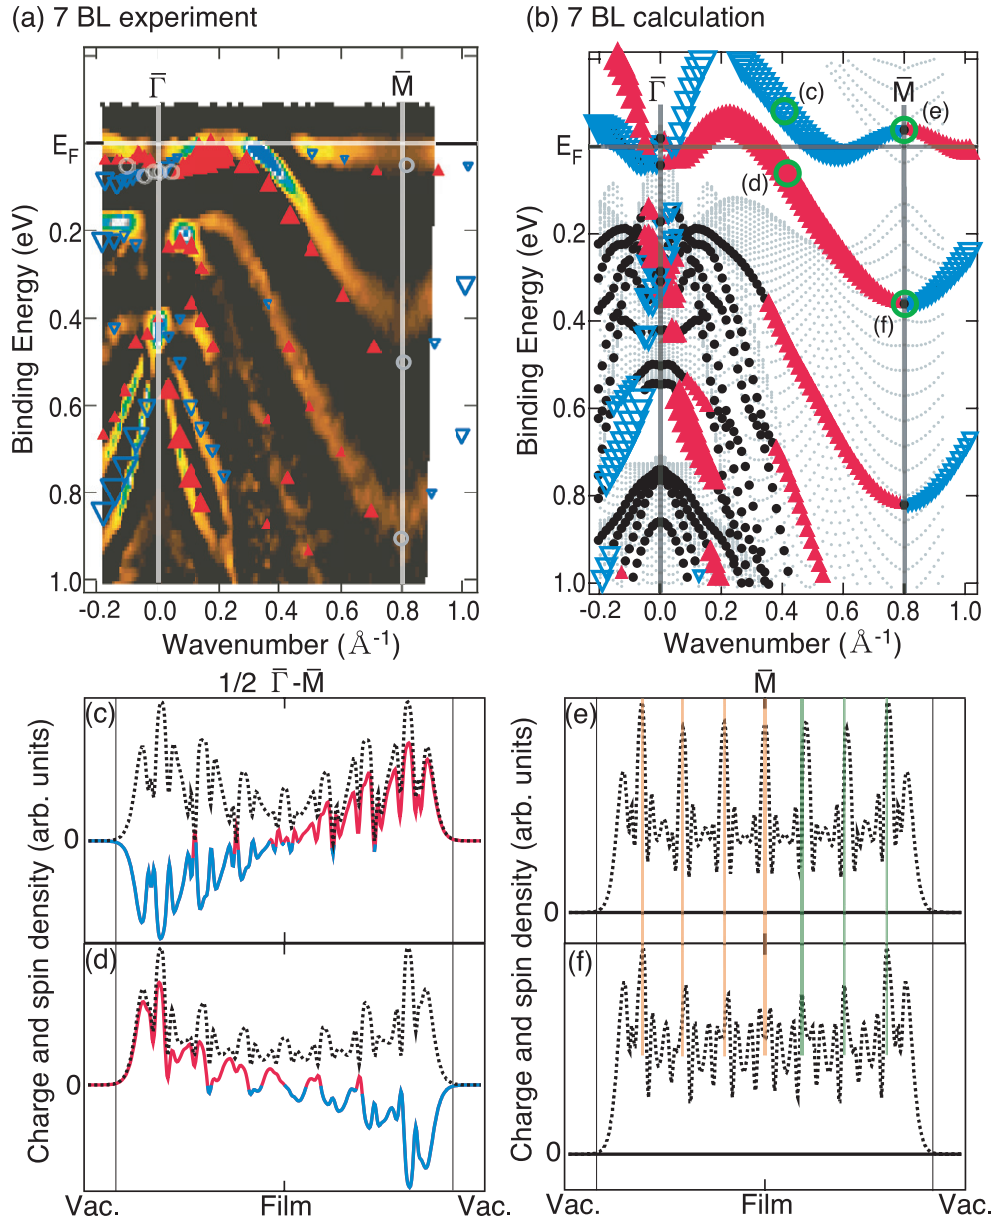 (a) 7 BL experiment
(b) 7 BL calculation
Γ̅
M̅
E_F
0.2
0.4
0.6
0.8
1.0
Binding Energy (eV)
-0.2
0.0
0.2
0.4
0.6
0.8
1.0
Wavenumber (Å⁻¹)
Γ̅
M̅
(c)
(e)
(d)
(f)
E_F
0.2
0.4
0.6
0.8
1.0
Binding Energy (eV)
-0.2
0.0
0.2
0.4
0.6
0.8
1.0
Wavenumber (Å⁻¹)
1/2 Γ̅-M̅
M̅
(c)
0
(d)
0
Charge and spin density (arb. units)
Vac.
Film
Vac.
(e)
0
(f)
0
Charge and spin density (arb. units)
Vac.
Film
Vac.